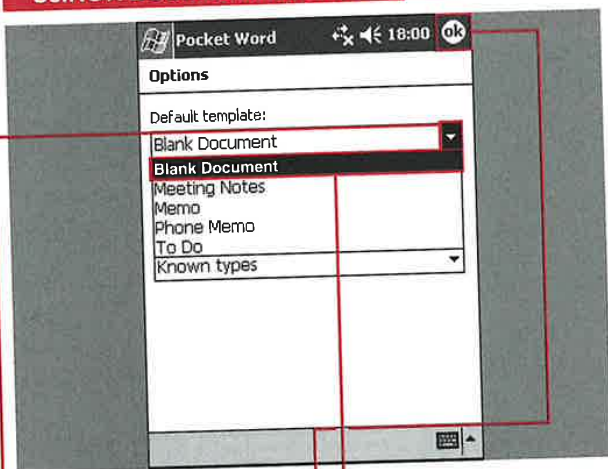 Pocket Word 18:00 ok
Options
Default template:
Blank Document
Blank Document
Meeting Notes
Memo
Phone Memo
To Do
Known types